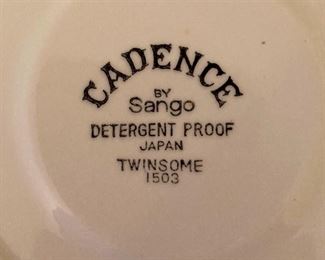 CADENCE
BY
Sango
DETERGENT PROOF
JAPAN
TWINSOME
1503